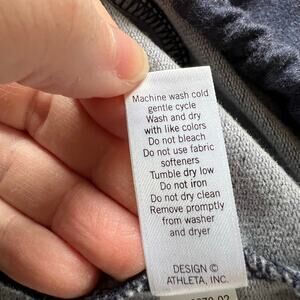 Machine wash cold
gentle cycle
Wash and dry
with like colors
Do not bleach
Do not use fabric
softeners
Tumble dry low
Do not iron
Do not dry clean
Remove promptly
from washer
and dryer
DESIGN ©
ATHLETA, INC.